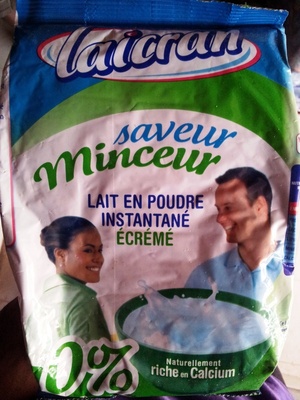 Laicran
saveur
Minceur
LAIT EN POUDRE
INSTANTANÉ
ÉCRÉMÉ
0%
Naturellement
riche en Calcium